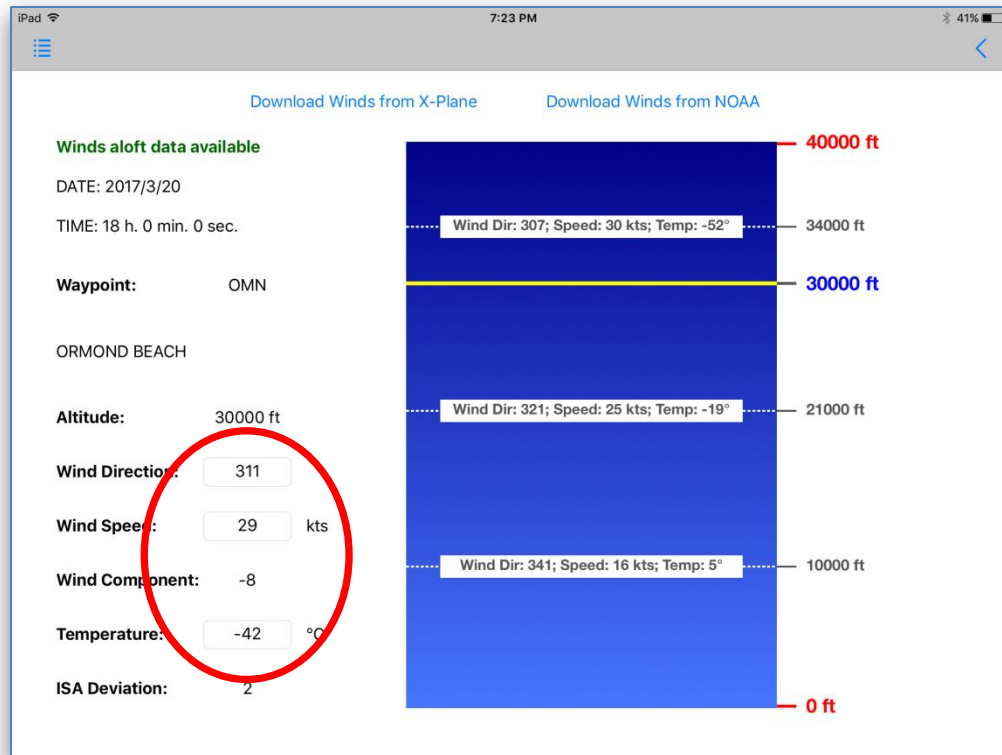 iPad 7:23 PM 41%
Download Winds from X-Plane Download Winds from NOAA
Winds aloft data available
DATE: 2017/3/20
TIME: 18 h. 0 min. 0 sec.
Waypoint: OMN
ORMOND BEACH
Altitude: 30000 ft
Wind Direction: 311
Wind Speed: 29 kts
Wind Component: -8
Temperature: -42 °C
ISA Deviation: 2
40000 ft
Wind Dir: 307; Speed: 30 kts; Temp: -52° 34000 ft
30000 ft
Wind Dir: 321; Speed: 25 kts; Temp: -19° 21000 ft
Wind Dir: 341; Speed: 16 kts; Temp: 5° 10000 ft
0 ft